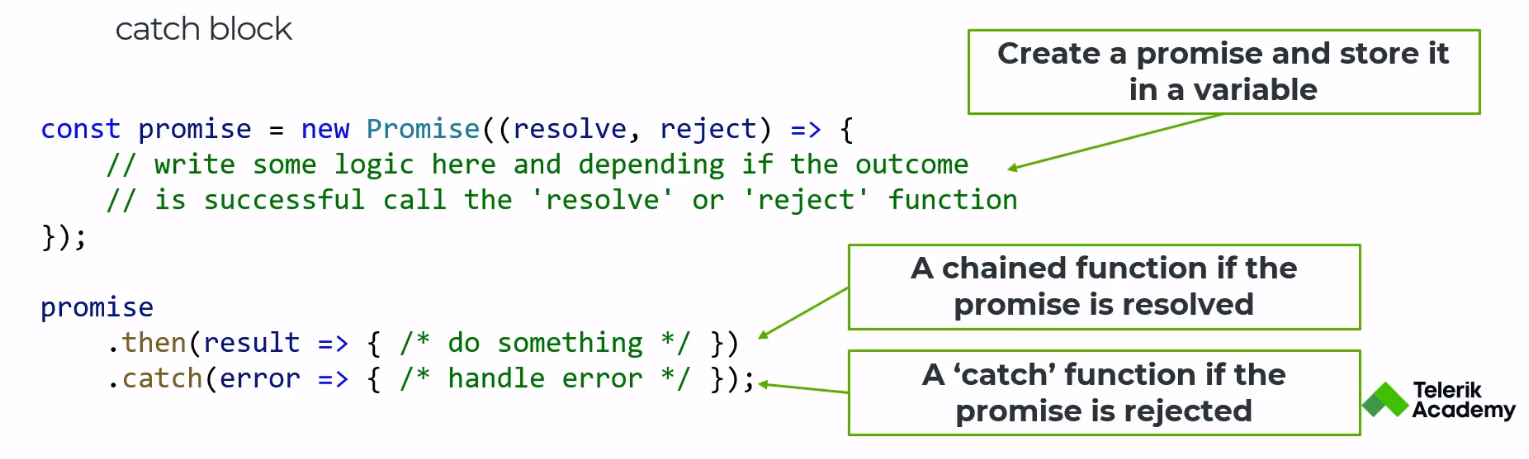 catch block
Create a promise and store it
in a variable
const promise = new Promise((resolve, reject) => {
    // write some logic here and depending if the outcome
    // is successful call the 'resolve' or 'reject' function
});
A chained function if the
promise is resolved
promise
    .then(result => { /* do something */ })
    .catch(error => { /* handle error */ });
A ‘catch’ function if the
promise is rejected
Telerik
Academy